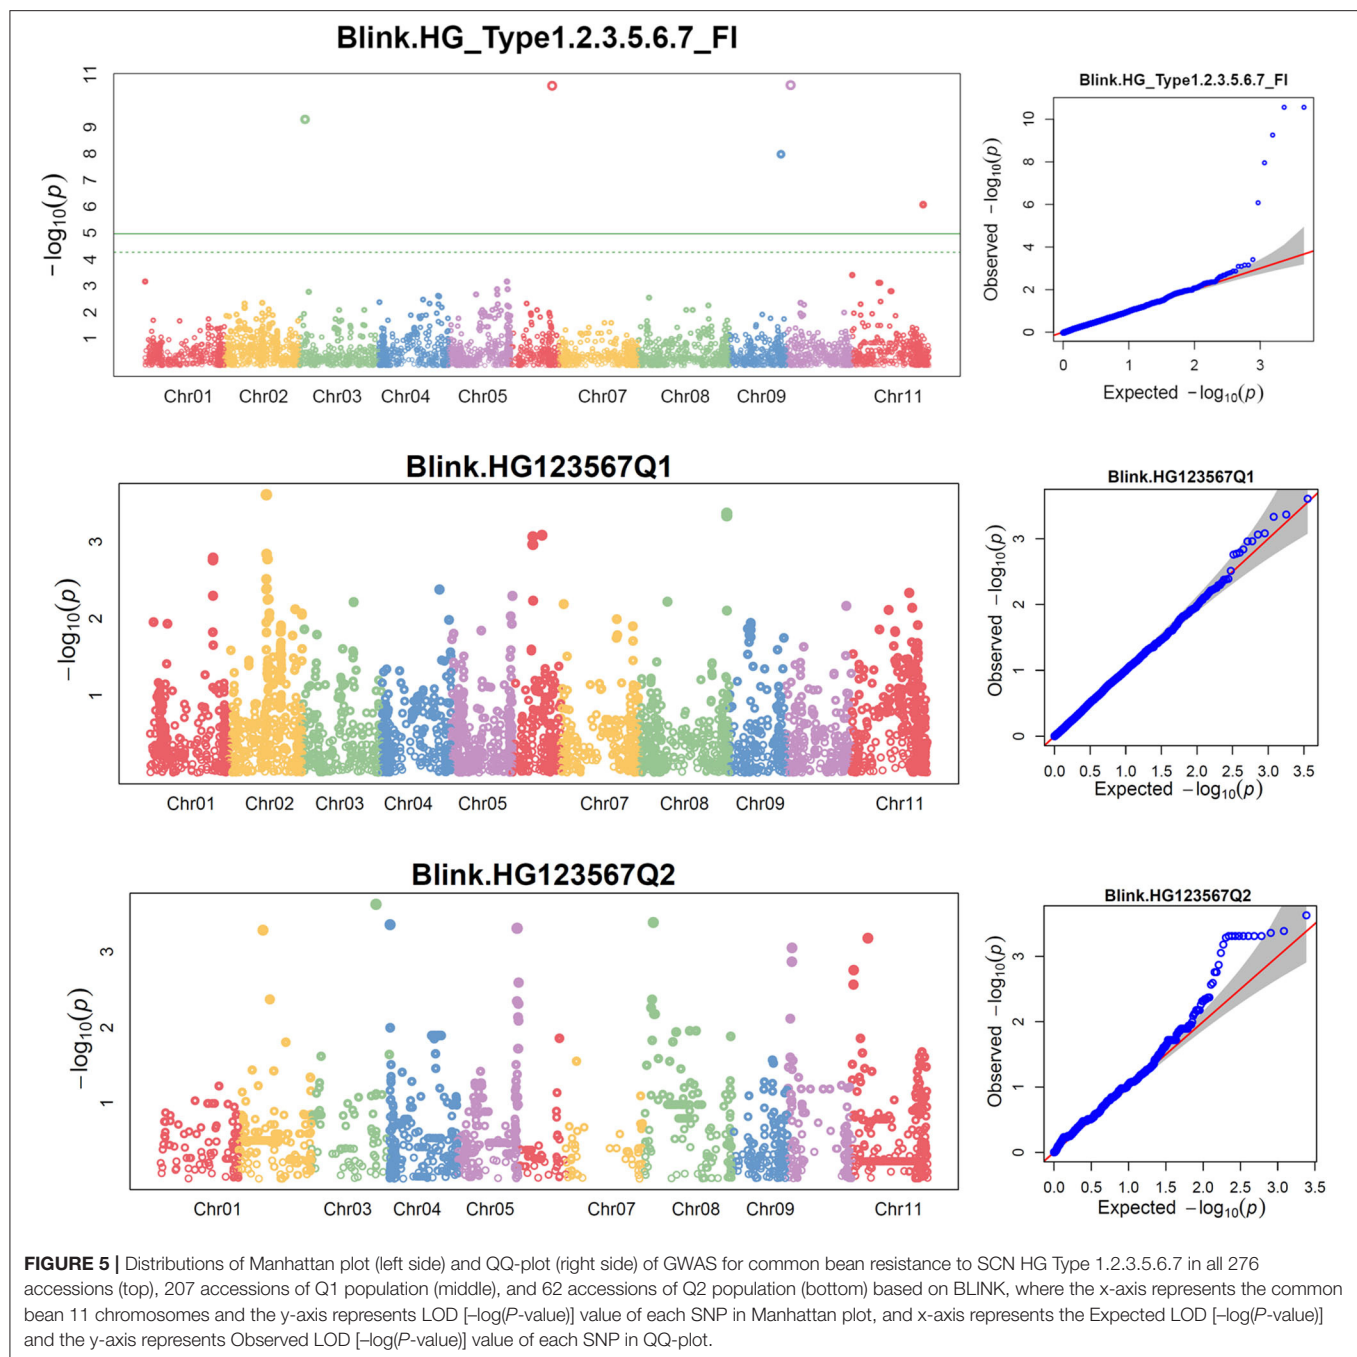 Blink.HG_Type1.2.3.5.6.7_FI
−log10(p)
11
9
8
7
6
5
4
3
2
1
Chr01 Chr02 Chr03 Chr04 Chr05 Chr07 Chr08 Chr09 Chr11
Blink.HG_Type1.2.3.5.6.7_FI
Observed −log10(p)
10
8
6
4
2
0
0 1 2 3
Expected −log10(p)
Blink.HG123567Q1
−log10(p)
3
2
1
Chr01 Chr02 Chr03 Chr04 Chr05 Chr07 Chr08 Chr09 Chr11
Blink.HG123567Q1
Observed −log10(p)
3
2
1
0
0.0 0.5 1.0 1.5 2.0 2.5 3.0 3.5
Expected −log10(p)
Blink.HG123567Q2
−log10(p)
3
2
1
Chr01 Chr03 Chr04 Chr05 Chr07 Chr08 Chr09 Chr11
Blink.HG123567Q2
Observed −log10(p)
3
2
1
0
0.0 0.5 1.0 1.5 2.0 2.5 3.0 3.5
Expected −log10(p)
FIGURE 5 | Distributions of Manhattan plot (left side) and QQ-plot (right side) of GWAS for common bean resistance to SCN HG Type 1.2.3.5.6.7 in all 276
accessions (top), 207 accessions of Q1 population (middle), and 62 accessions of Q2 population (bottom) based on BLINK, where the x-axis represents the common
bean 11 chromosomes and the y-axis represents LOD [–log(P-value)] value of each SNP in Manhattan plot, and x-axis represents the Expected LOD [–log(P-value)]
and the y-axis represents Observed LOD [–log(P-value)] value of each SNP in QQ-plot.